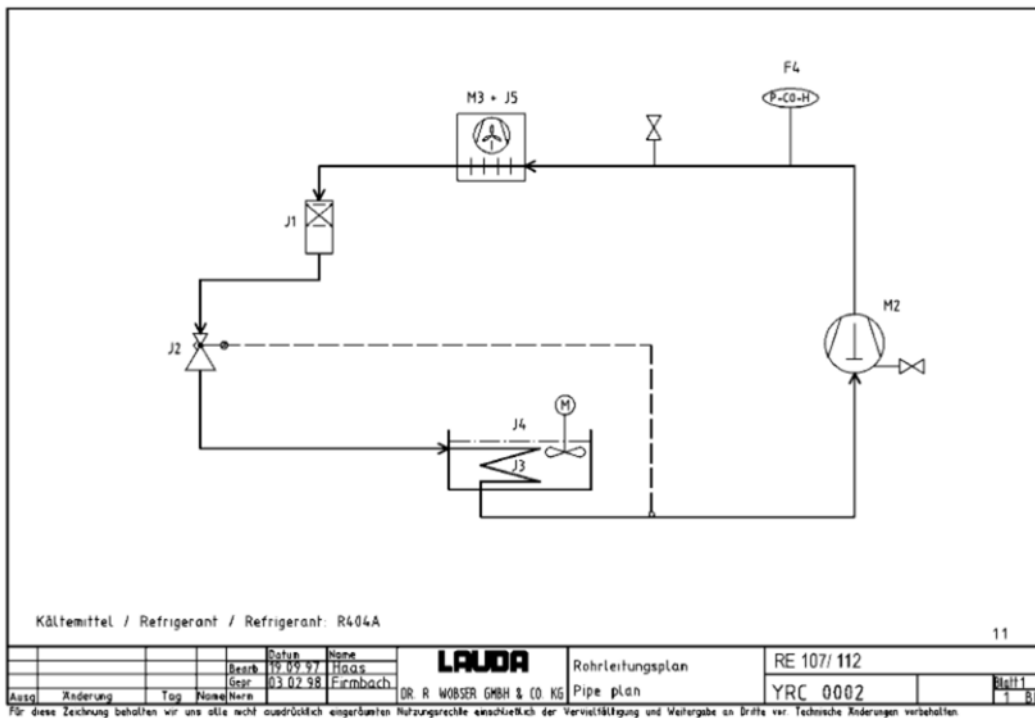 F4
P-CO-H
M3 + J5
J1
M2
J2
M
J4
J3
Kältemittel / Refrigerant / Refrigerant: R404A
11
Datum Name
Bearb 19.09.97 Haas
Gepr 03.02.98 Firmbach
Ausg Änderung Tag Name Norm
LAUDA
DR. R. WOBSER GMBH & CO. KG
Rohrleitungsplan
Pipe plan
RE 107/ 112
YRC 0002
Blatt1
1 Bl
Für diese Zeichnung behalten wir uns alle nicht ausdrücklich eingeräumten Nutzungsrechte einschließlich der Vervielfältigung und Weitergabe an Dritte vor. Technische Änderungen vorbehalten.